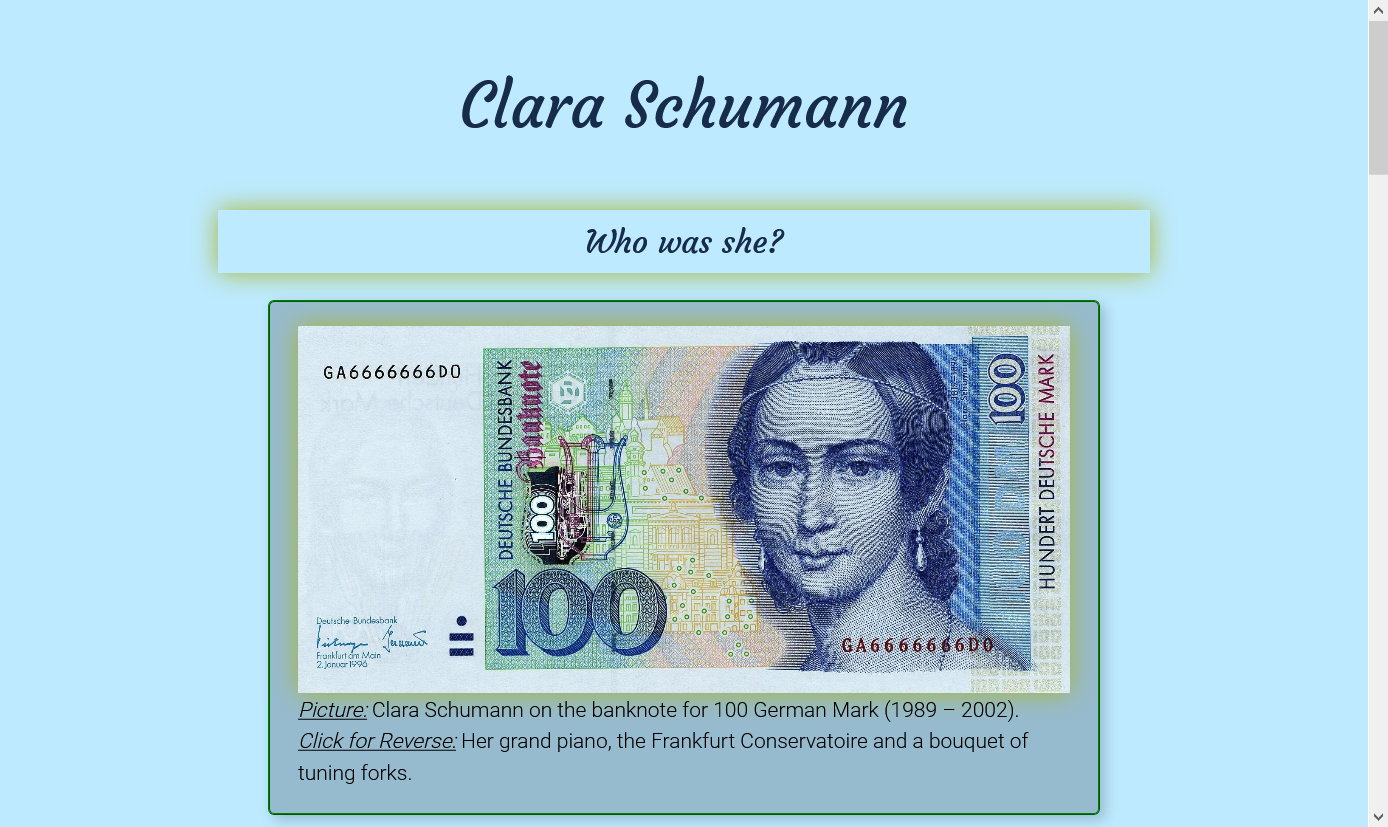 Clara Schumann
Who was she?
GA6666666D0
DEUTSCHE BUNDESBANK
Banknote
100
100
100
HUNDERT DEUTSCHE MARK
Deutsche Bundesbank
Frankfurt am Main
2. Januar 1996
GA6666666D0
Picture: Clara Schumann on the banknote for 100 German Mark (1989 – 2002).
Click for Reverse: Her grand piano, the Frankfurt Conservatoire and a bouquet of
tuning forks.